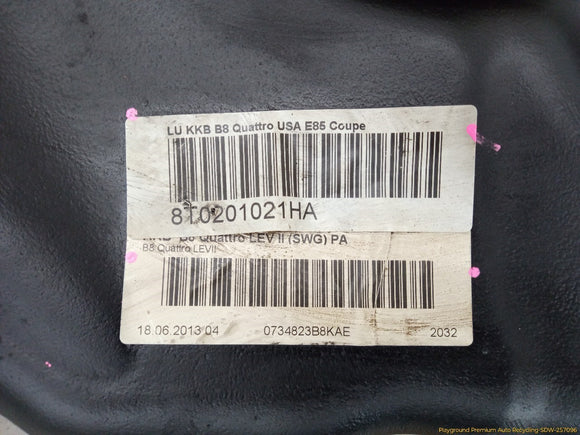 LU KKB B8 Quattro USA E85 Coupe
8T0201021HA
B8 Quattro LEV II (SWG) PA
B8 Quattro LEVII
18.06.2013 04 0734823B8KAE 2032
Playground Premium Auto Recycling-SDW-257096